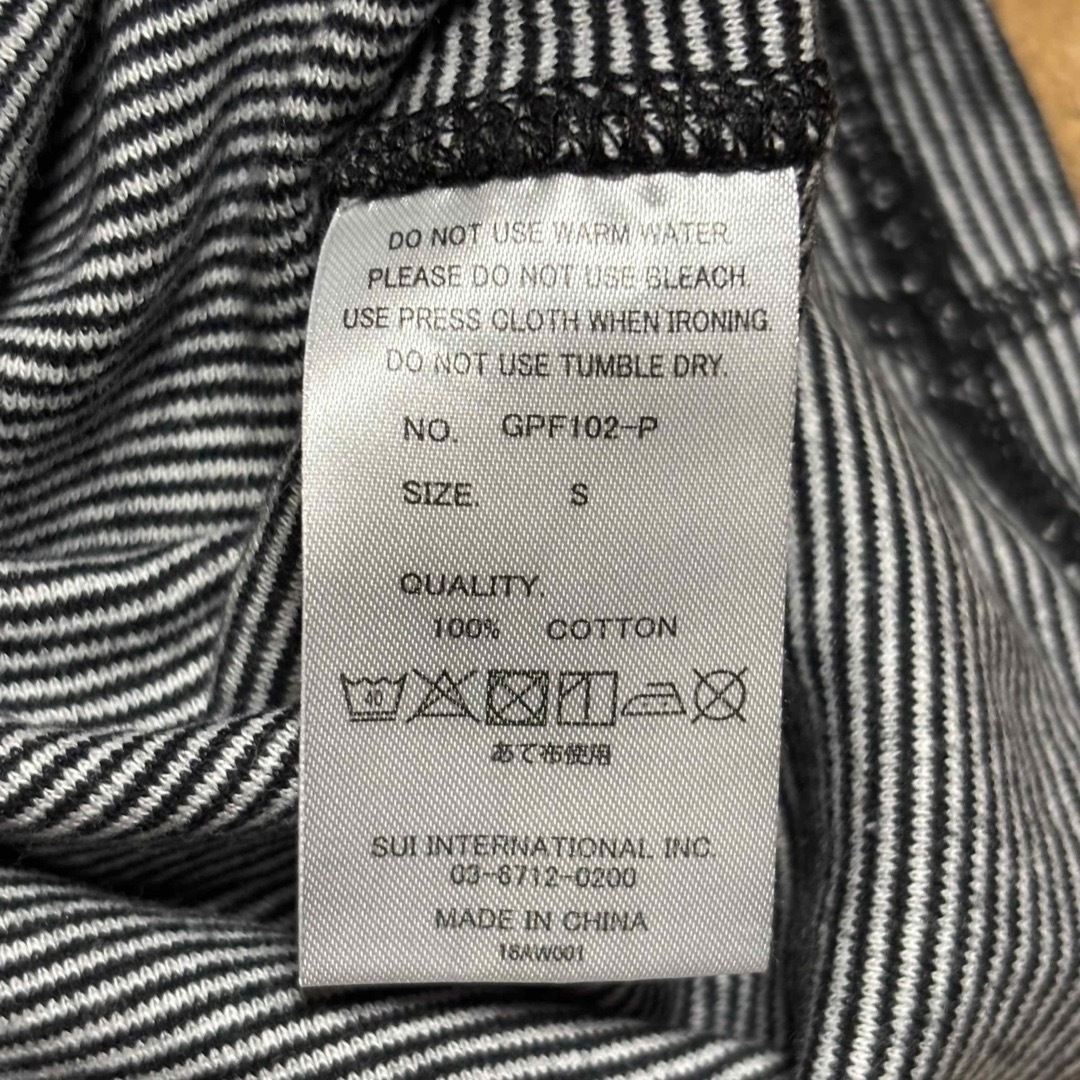 DO NOT USE WARM WATER
PLEASE DO NOT USE BLEACH.
USE PRESS CLOTH WHEN IRONING.
DO NOT USE TUMBLE DRY.
NO. GPF102-P
SIZE. S
QUALITY.
100% COTTON
40
あて布使用
SUI INTERNATIONAL INC.
03-6712-0200
MADE IN CHINA
18AW001